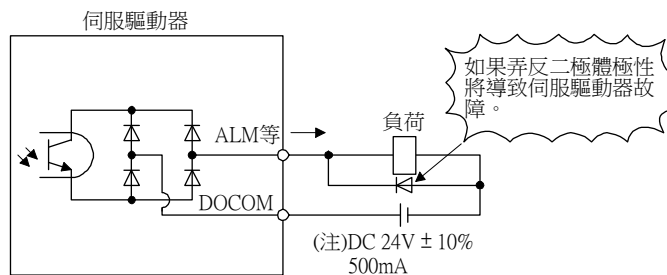 伺服驅動器
如果弄反二極體極性
將導致伺服驅動器故
障。
ALM等
負荷
DOCOM
(注)DC 24V ± 10%
500mA